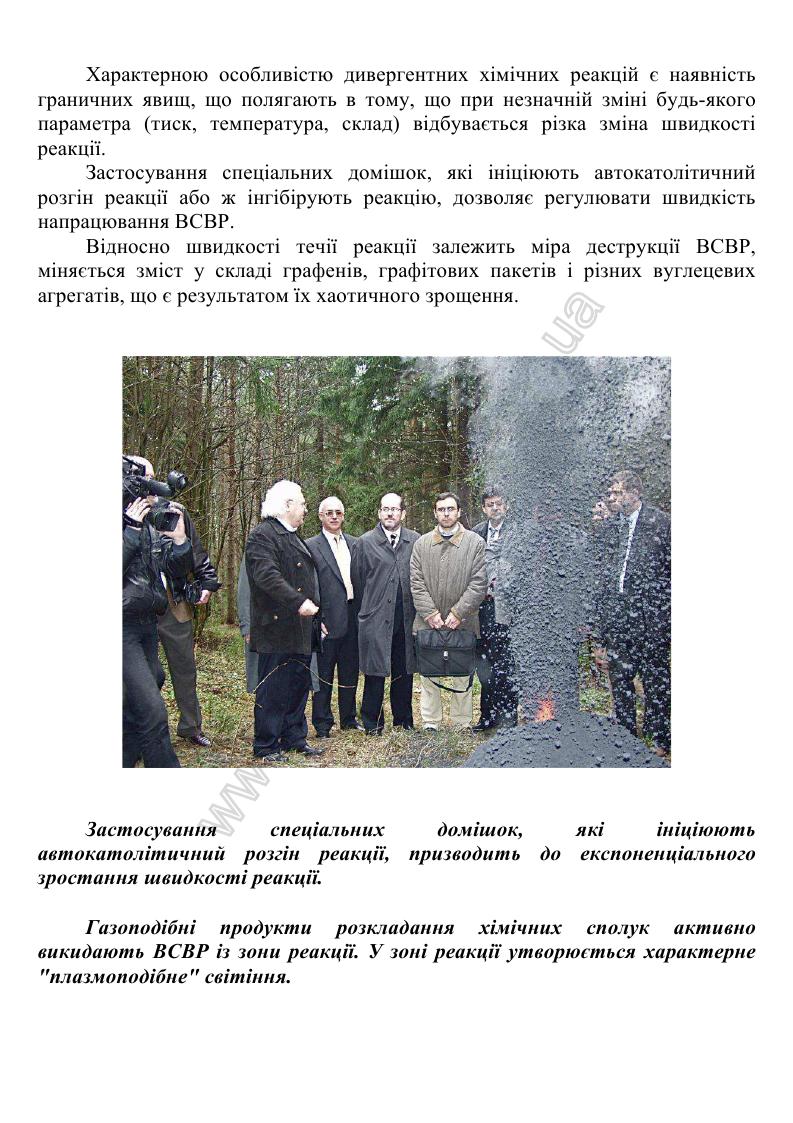 Характерною особливістю дивергентних хімічних реакцій є наявність
граничних явищ, що полягають в тому, що при незначній зміні будь-якого
параметра (тиск, температура, склад) відбувається різка зміна швидкості
реакції.
Застосування спеціальних домішок, які ініціюють автокатолітичний
розгін реакції або ж інгібірують реакцію, дозволяє регулювати швидкість
напрацювання ВСВР.
Відносно швидкості течії реакції залежить міра деструкції ВСВР,
міняється зміст у складі графенів, графітових пакетів і різних вуглецевих
агрегатів, що є результатом їх хаотичного зрощення.
ua
www
Застосування спеціальних домішок, які ініціюють
автокатолітичний розгін реакції, призводить до експоненціального
зростання швидкості реакції.
Газоподібні продукти розкладання хімічних сполук активно
викидають ВСВР із зони реакції. У зоні реакції утворюється характерне
"плазмоподібне" світіння.